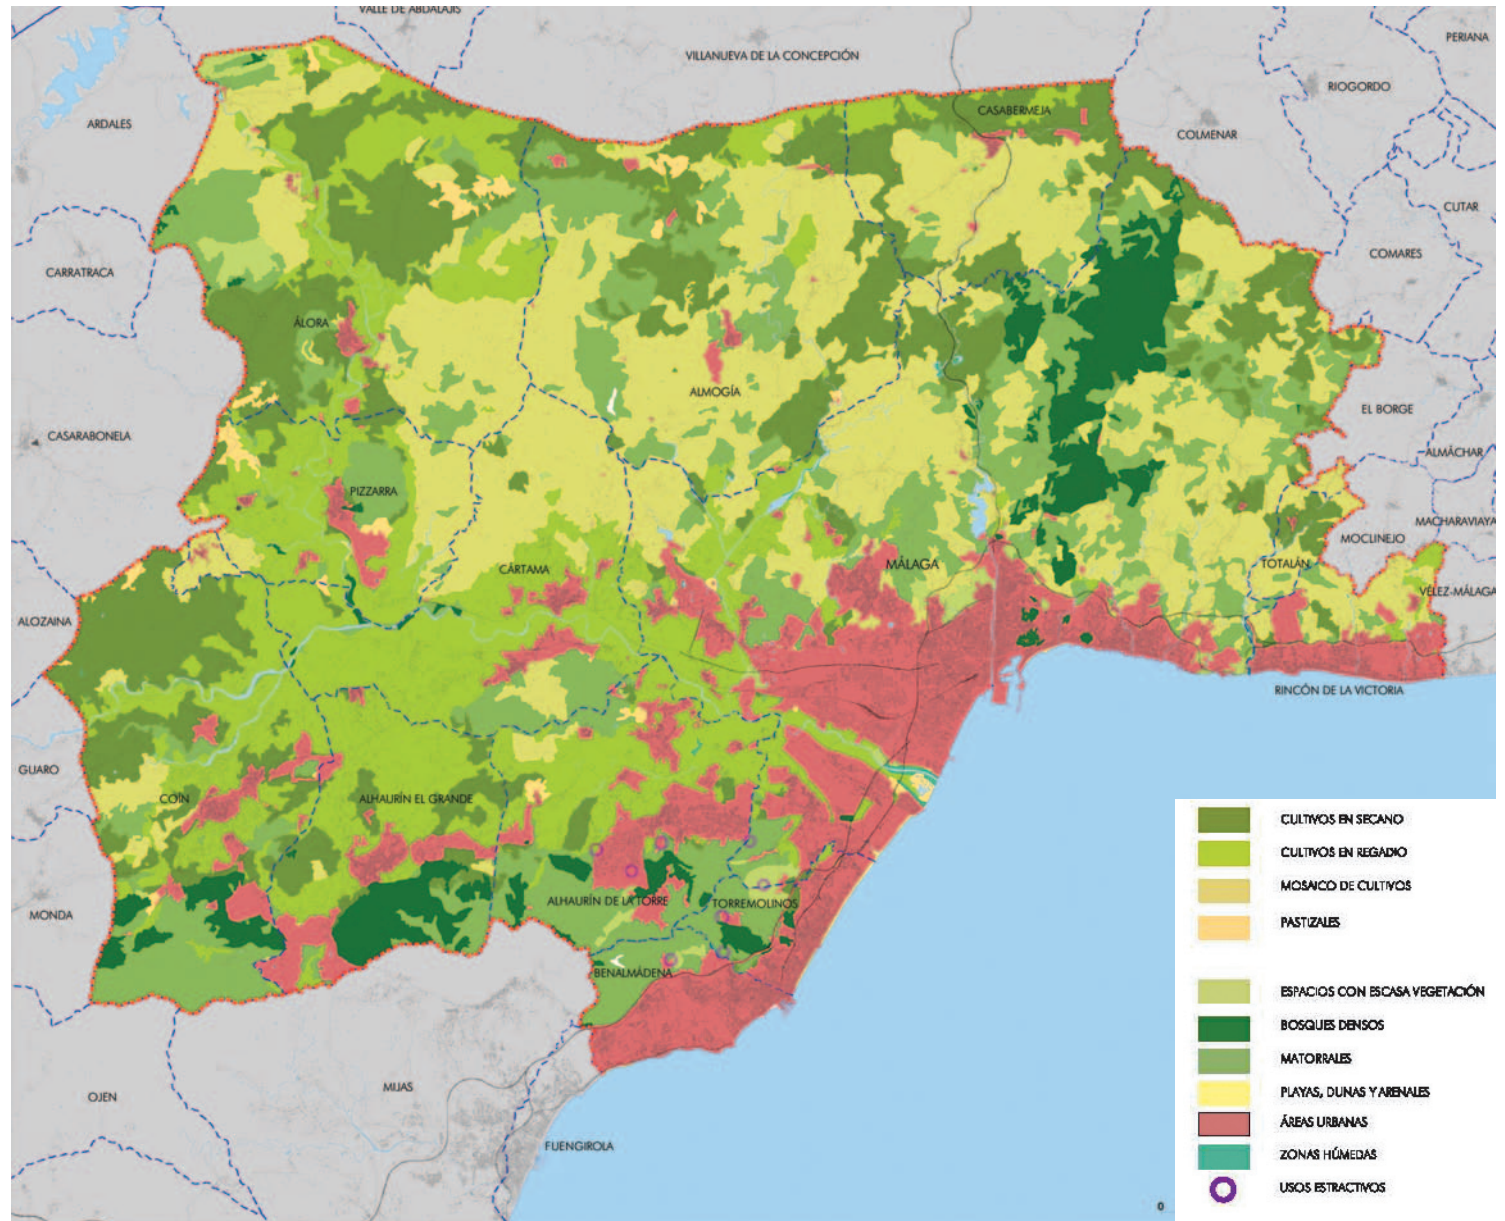 VALLE DE ABDALAJIS
VILLANUEVA DE LA CONCEPCIÓN
PERIANA
RIOGORDO
ARDALES
CASABERMEJA
COLMENAR
CUTAR
CARRATRACA
COMARES
ÁLORA
ALMOGÍA
EL BORGE
CASARABONELA
ALMÁCHAR
PIZZARRA
MACHARAVIAYA
MOCLINEJO
CÁRTAMA
MÁLAGA
TOTALÁN
VÉLEZ-MÁLAGA
ALOZAINA
RINCÓN DE LA VICTORIA
GUARO
COÍN
ALHAURÍN EL GRANDE
MONDA
ALHAURÍN DE LA TORRE
TORREMOLINOS
BENALMÁDENA
MIJAS
OJEN
FUENGIROLA
0
CULTIVOS EN SECANO
CULTIVOS EN REGADIO
MOSAICO DE CULTIVOS
PASTIZALES
ESPACIOS CON ESCASA VEGETACIÓN
BOSQUES DENSOS
MATORRALES
PLAYAS, DUNAS Y ARENALES
ÁREAS URBANAS
ZONAS HÚMEDAS
USOS ESTRACTIVOS